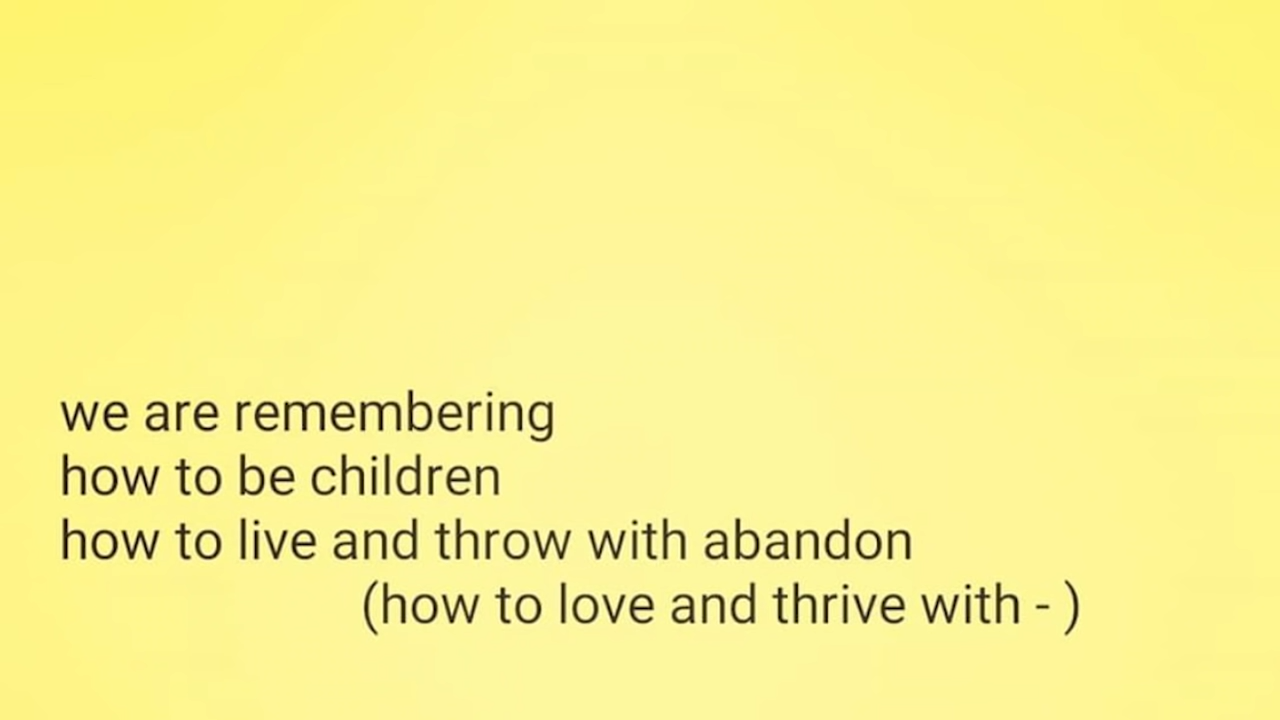 we are remembering
how to be children
how to live and throw with abandon
(how to love and thrive with - )